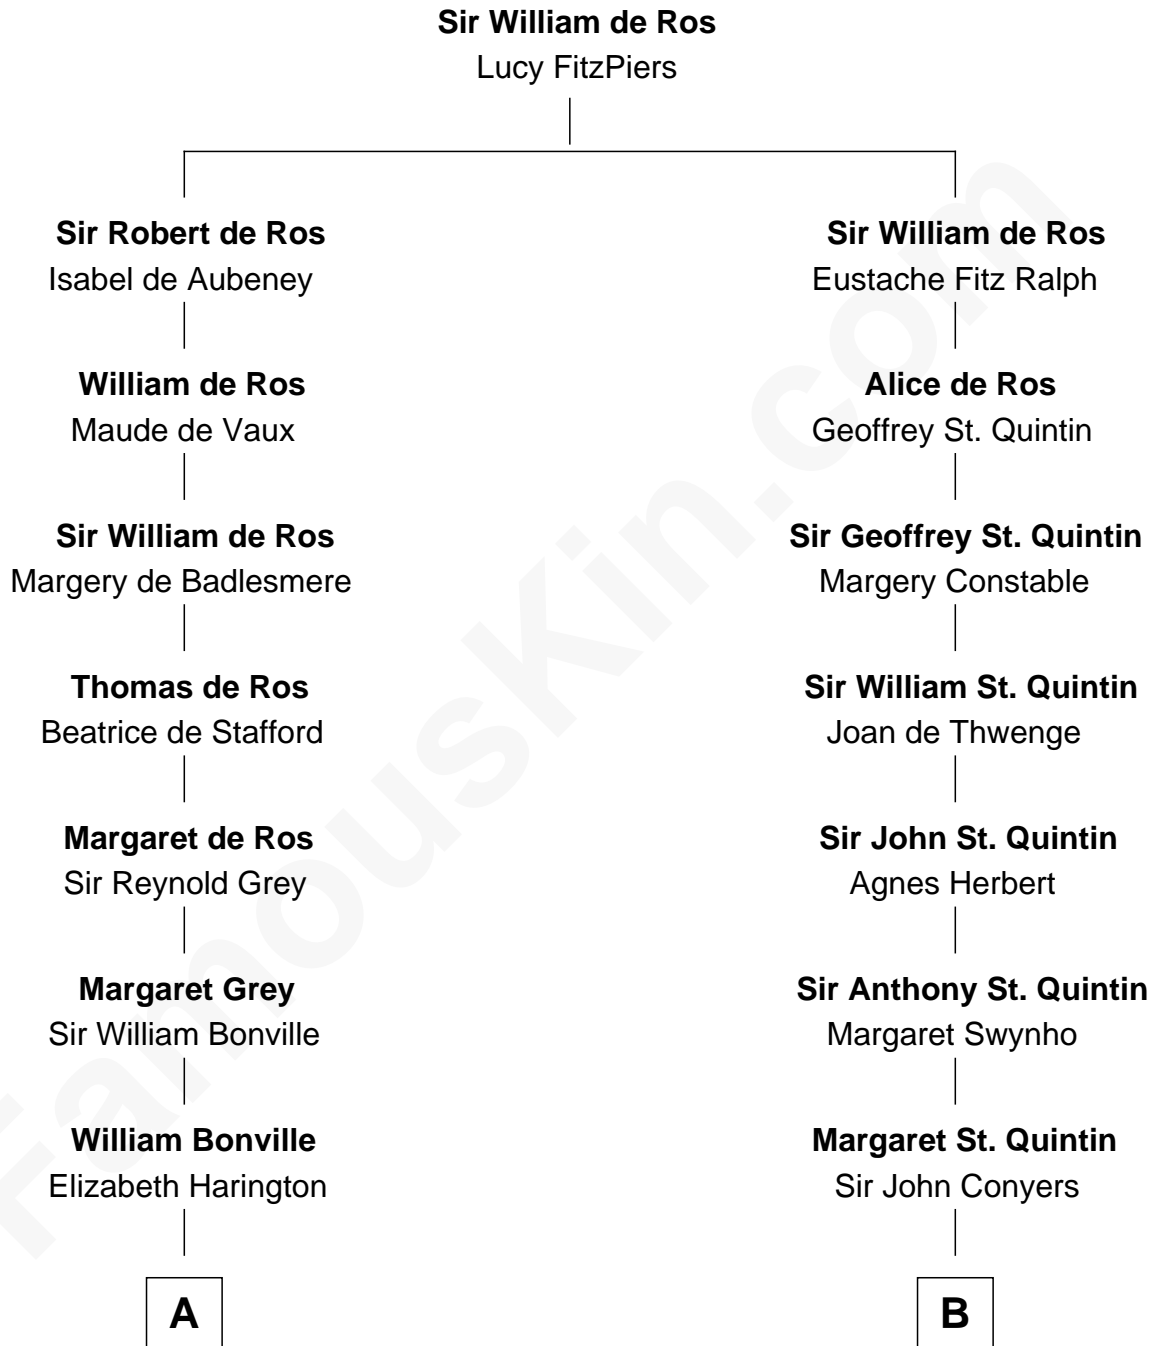 Sir William de Ros
Lucy FitzPiers
Sir Robert de Ros
Isabel de Aubeney
Sir William de Ros
Eustache Fitz Ralph
William de Ros
Maude de Vaux
Alice de Ros
Geoffrey St. Quintin
Sir William de Ros
Margery de Badlesmere
Sir Geoffrey St. Quintin
Margery Constable
Thomas de Ros
Beatrice de Stafford
Sir William St. Quintin
Joan de Thwenge
Margaret de Ros
Sir Reynold Grey
Sir John St. Quintin
Agnes Herbert
Margaret Grey
Sir William Bonville
Sir Anthony St. Quintin
Margaret Swynho
William Bonville
Elizabeth Harington
Margaret St. Quintin
Sir John Conyers
A
B
FamousKin.com